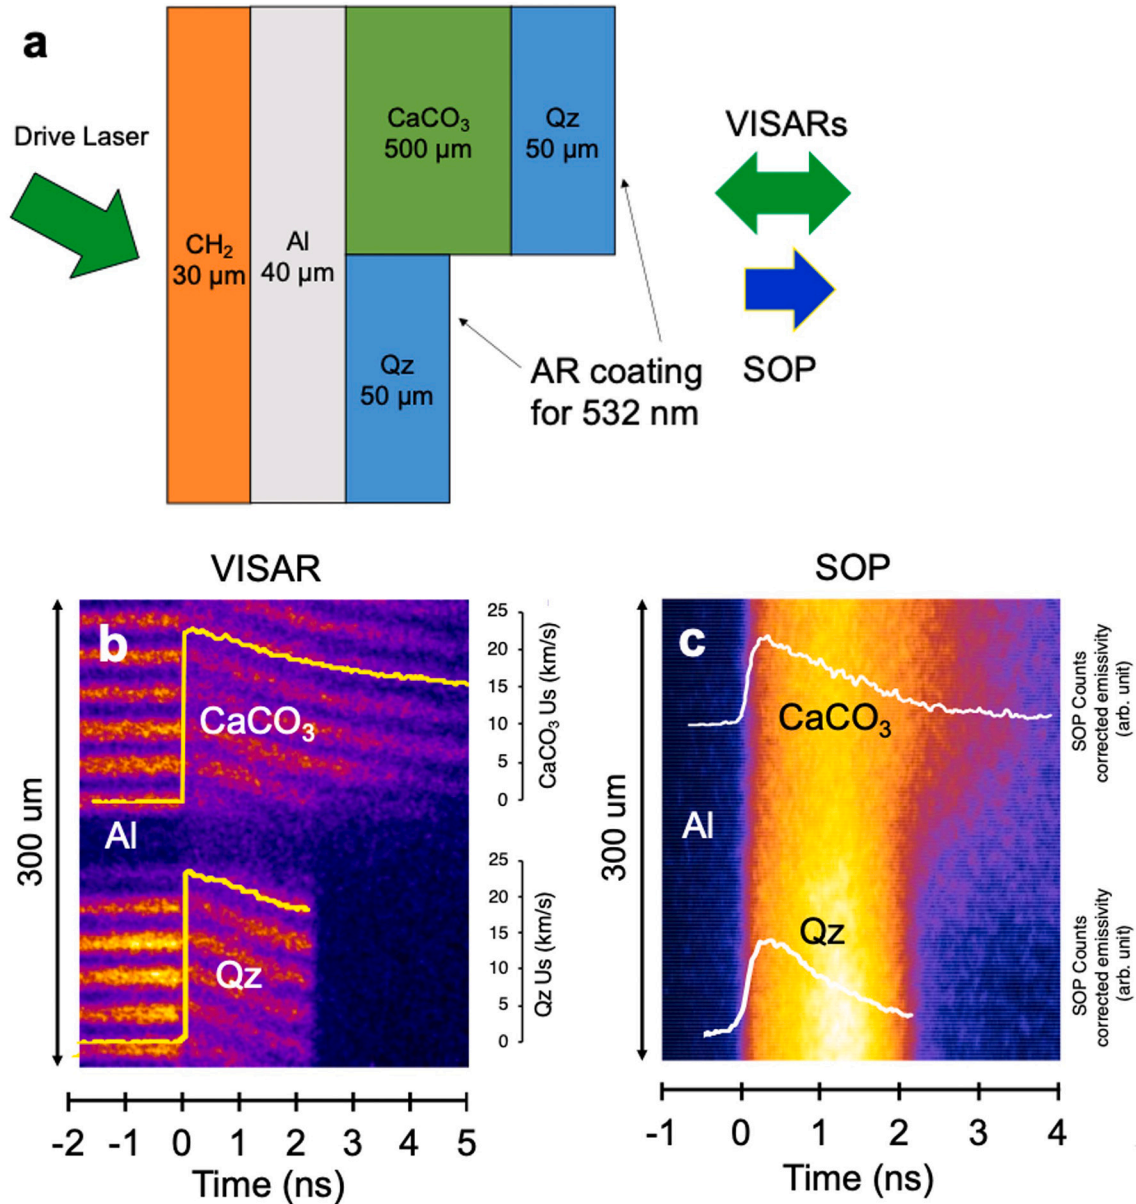 a
Drive Laser
CH₂
30 µm
Al
40 µm
CaCO₃
500 µm
Qz
50 µm
Qz
50 µm
VISARs
SOP
AR coating
for 532 nm
VISAR
b
300 um
CaCO₃
Al
Qz
25
20
15
10
5
0
CaCO₃ Us (km/s)
25
20
15
10
5
0
Qz Us (km/s)
-2 -1 0 1 2 3 4 5
Time (ns)
SOP
c
300 um
CaCO₃
Al
Qz
SOP Counts
corrected emissivity
(arb. unit)
SOP Counts
corrected emissivity
(arb. unit)
-1 0 1 2 3 4
Time (ns)